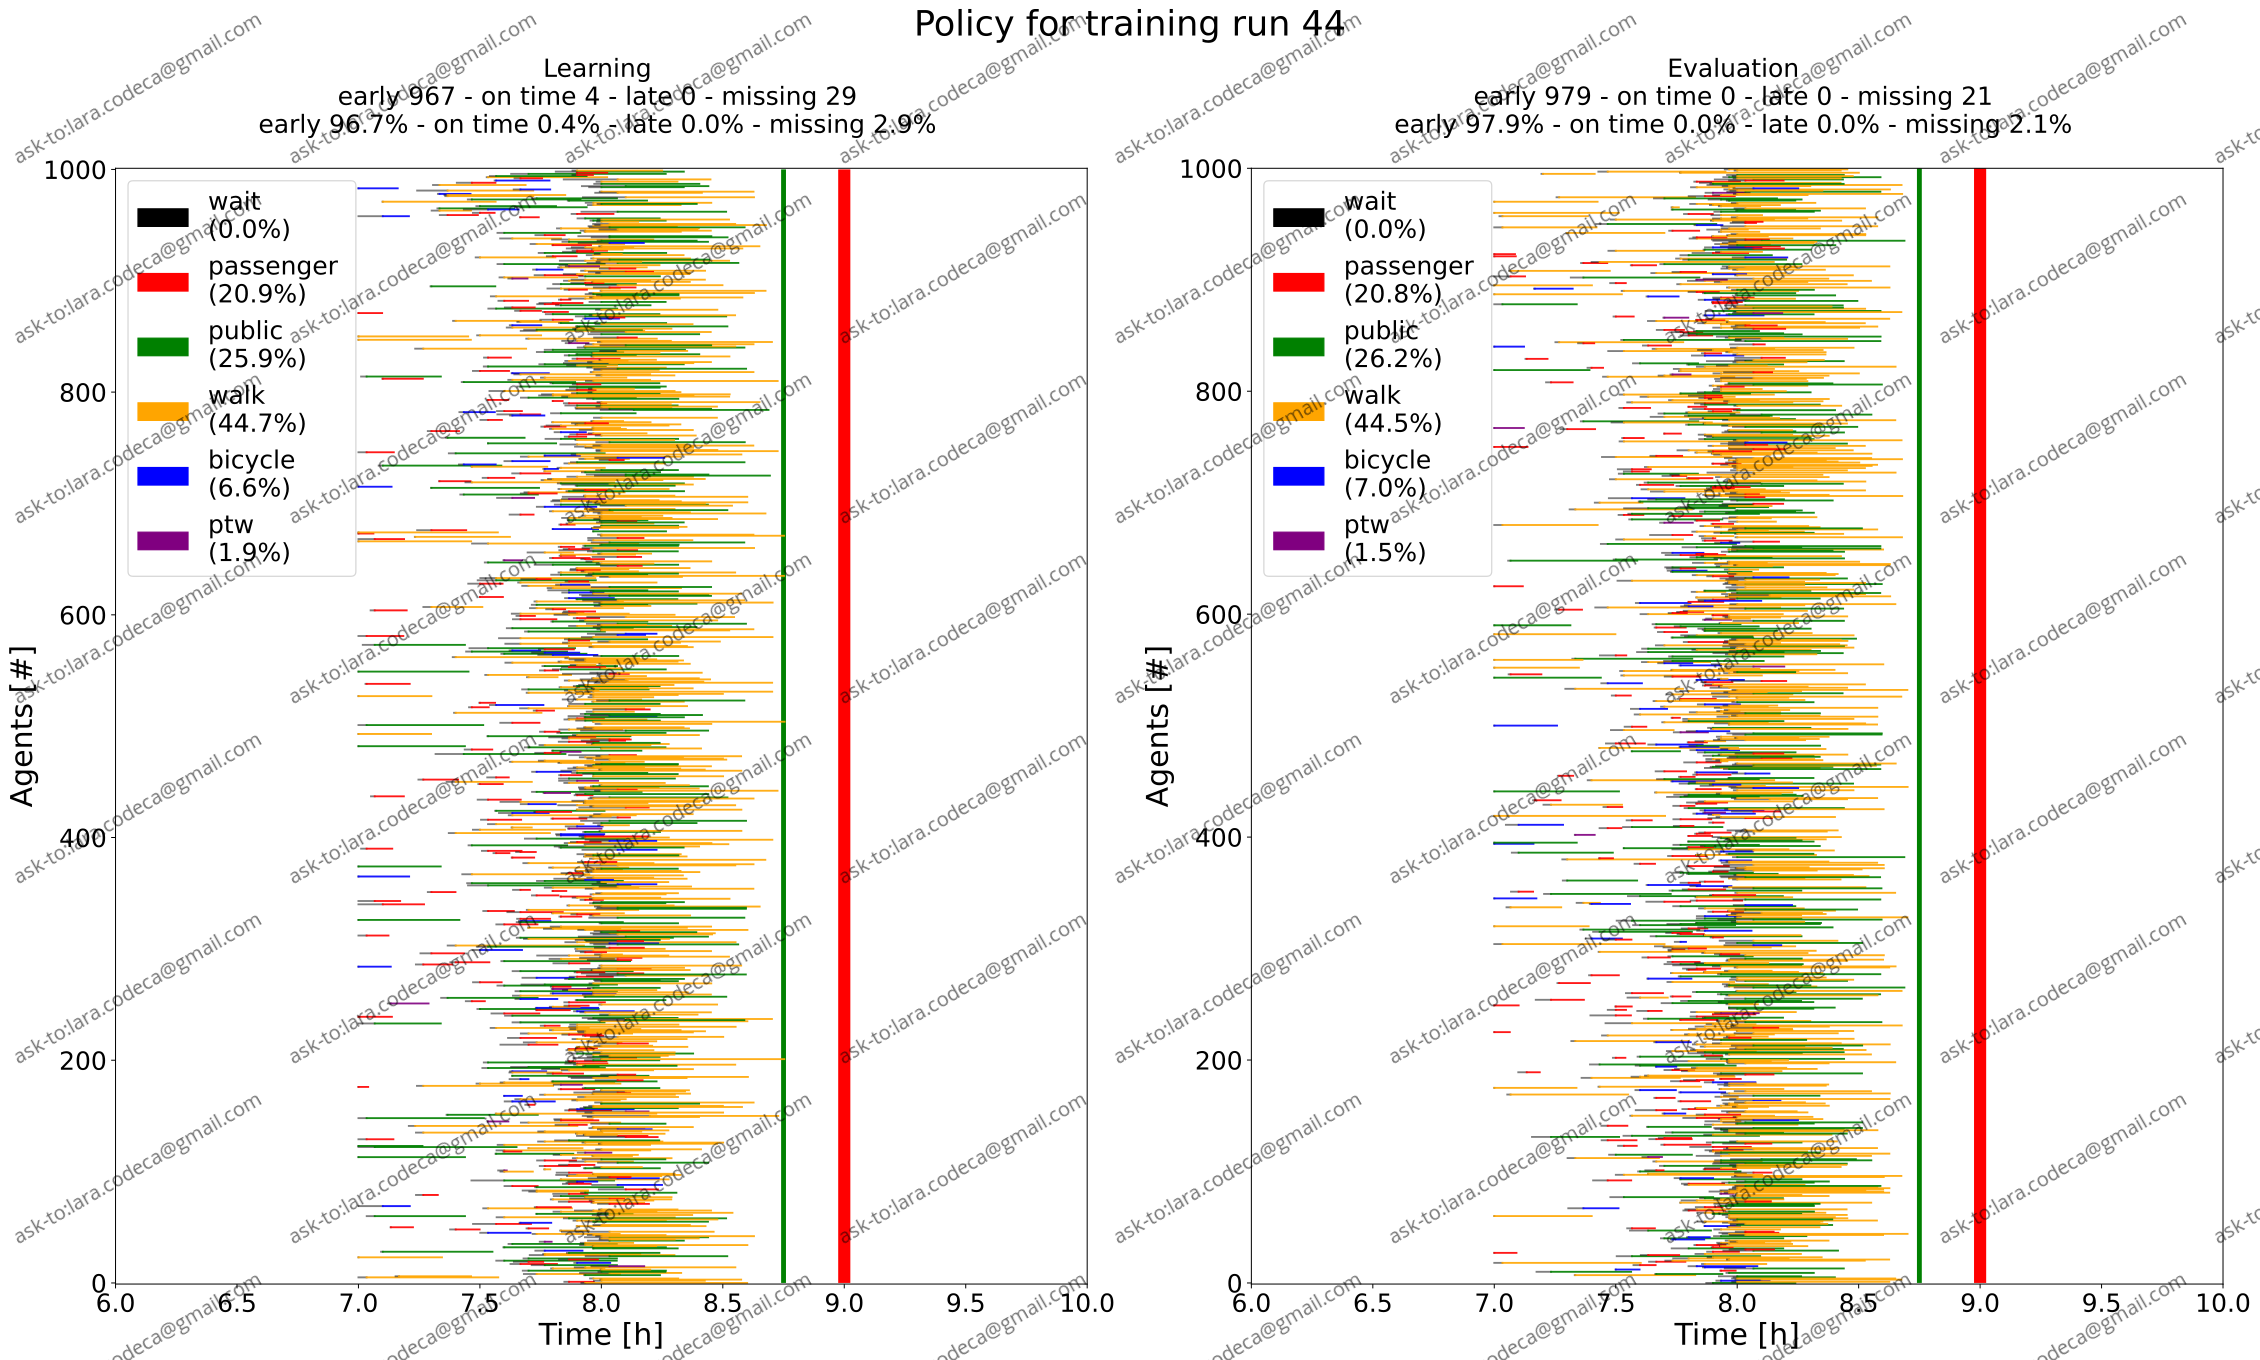 Policy for training run 44
Learning
early 967 - on time 4 - late 0 - missing 29
early 96.7% - on time 0.4% - late 0.0% - missing 2.9%
1000
800
600
400
200
0
Agents [#]
wait
(0.0%)
passenger
(20.9%)
public
(25.9%)
walk
(44.7%)
bicycle
(6.6%)
ptw
(1.9%)
6.0 6.5 7.0 7.5 8.0 8.5 9.0 9.5 10.0
Time [h]
Evaluation
early 979 - on time 0 - late 0 - missing 21
early 97.9% - on time 0.0% - late 0.0% - missing 2.1%
1000
800
600
400
200
0
Agents [#]
wait
(0.0%)
passenger
(20.8%)
public
(26.2%)
walk
(44.5%)
bicycle
(7.0%)
ptw
(1.5%)
6.0 6.5 7.0 7.5 8.0 8.5 9.0 9.5 10.0
Time [h]
ask-to:lara.codeca@gmail.com